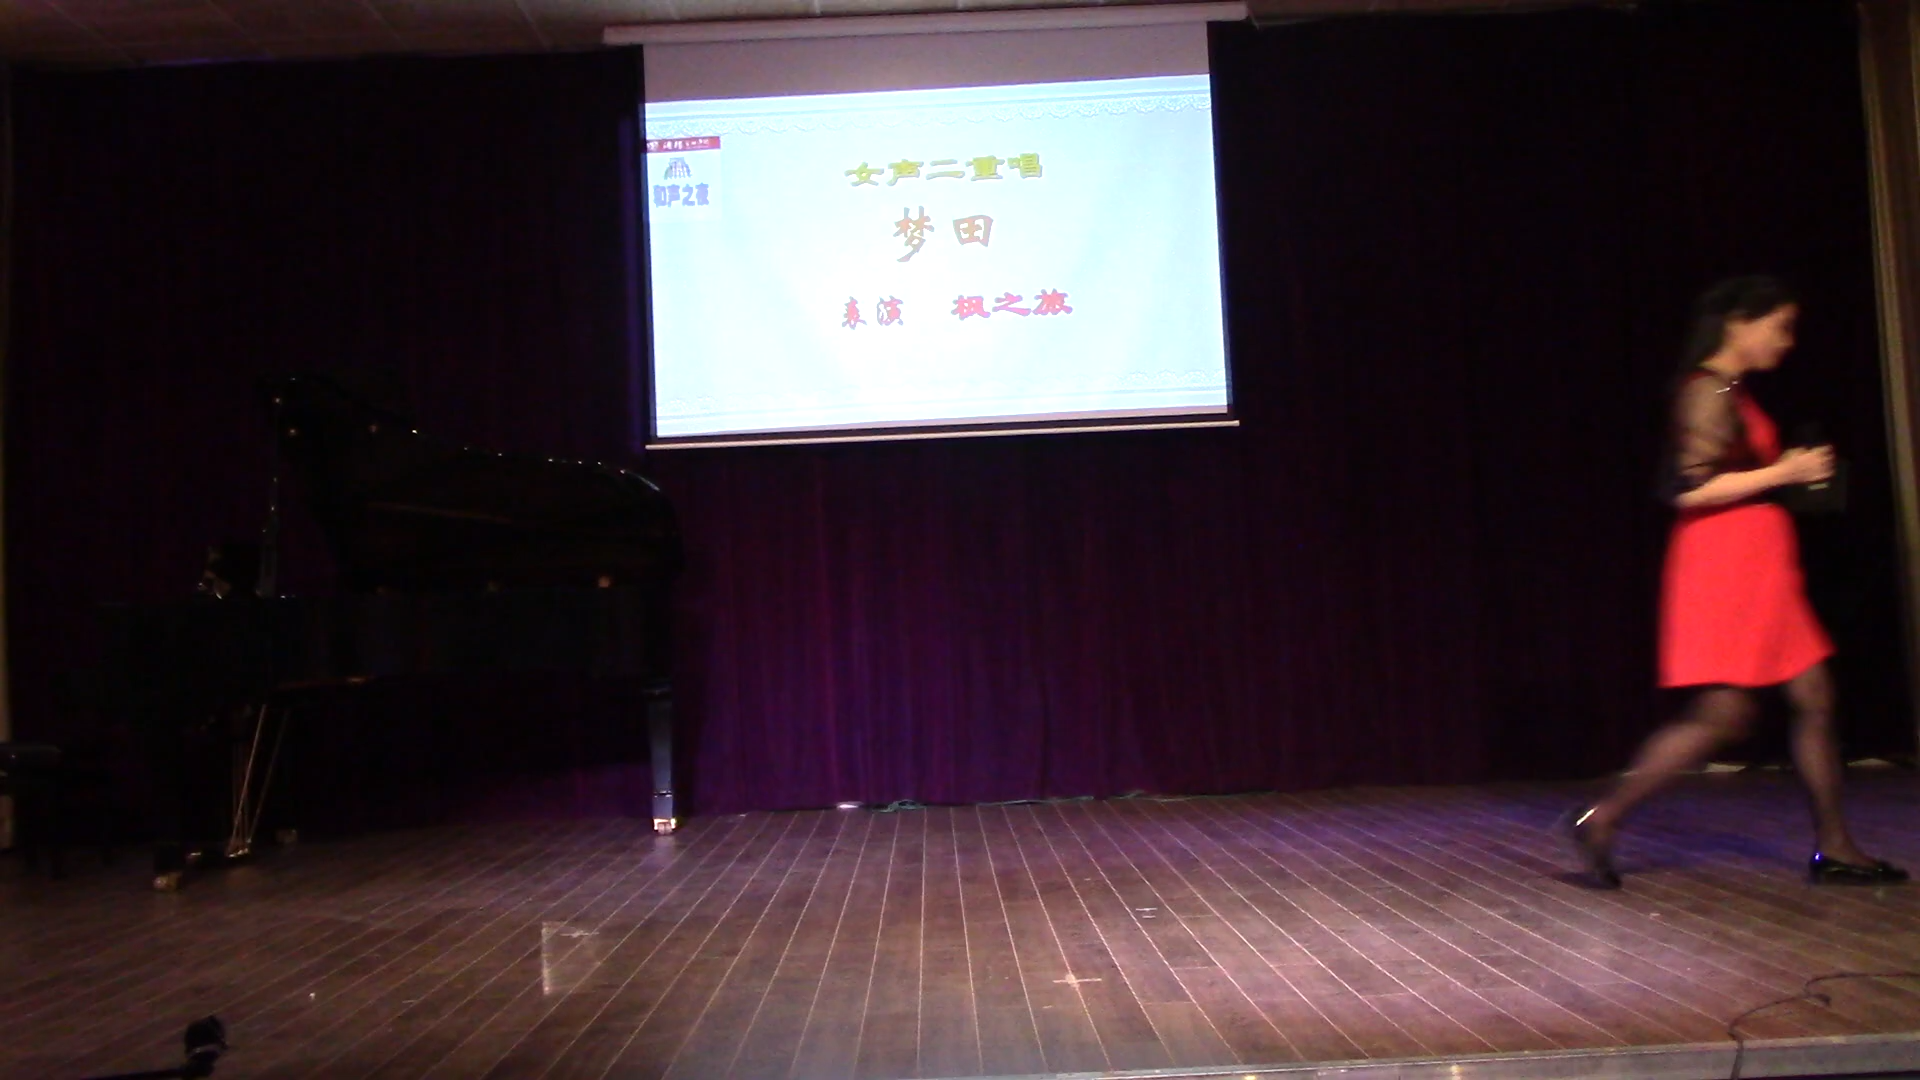 和声之夜
女声二重唱
梦田
表演 枫之旅